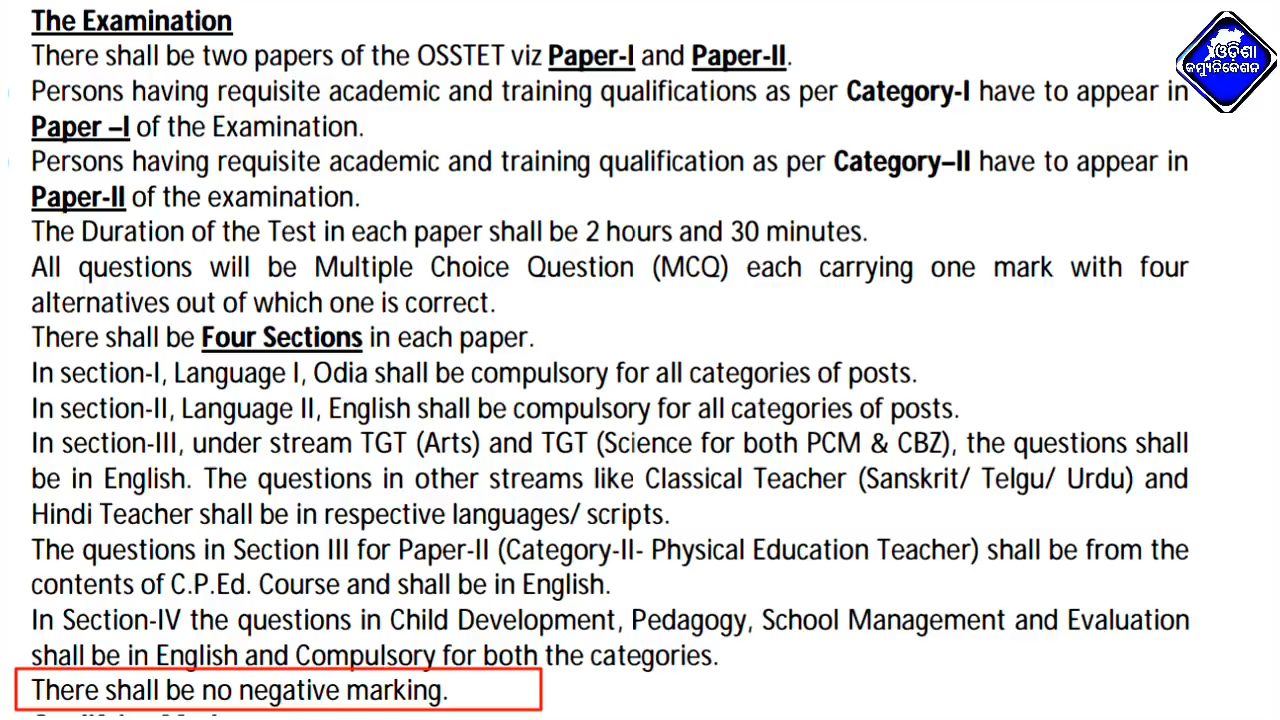 The Examination
There shall be two papers of the OSSTET viz Paper-I and Paper-II.
Persons having requisite academic and training qualifications as per Category-I have to appear in
Paper –I of the Examination.
Persons having requisite academic and training qualification as per Category–II have to appear in
Paper-II of the examination.
The Duration of the Test in each paper shall be 2 hours and 30 minutes.
All questions will be Multiple Choice Question (MCQ) each carrying one mark with four
alternatives out of which one is correct.
There shall be Four Sections in each paper.
In section-I, Language I, Odia shall be compulsory for all categories of posts.
In section-II, Language II, English shall be compulsory for all categories of posts.
In section-III, under stream TGT (Arts) and TGT (Science for both PCM & CBZ), the questions shall
be in English. The questions in other streams like Classical Teacher (Sanskrit/ Telgu/ Urdu) and
Hindi Teacher shall be in respective languages/ scripts.
The questions in Section III for Paper-II (Category-II- Physical Education Teacher) shall be from the
contents of C.P.Ed. Course and shall be in English.
In Section-IV the questions in Child Development, Pedagogy, School Management and Evaluation
shall be in English and Compulsory for both the categories.
There shall be no negative marking.
ଓଡ଼ିଶା
କମ୍ୟୁନିକେଶନ